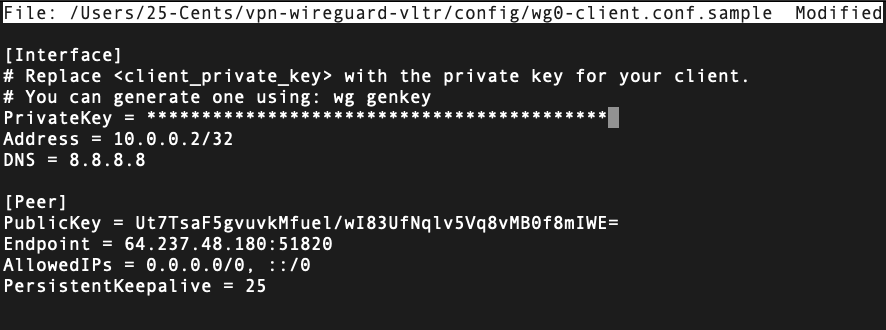 File: /Users/25-Cents/vpn-wireguard-vltr/config/wg0-client.conf.sample Modified
[Interface]
# Replace <client_private_key> with the private key for your client.
# You can generate one using: wg genkey
PrivateKey = ******************************************
Address = 10.0.0.2/32
DNS = 8.8.8.8
[Peer]
PublicKey = Ut7TsaF5gvuvkMfuel/wI83UfNqlv5Vq8vMB0f8mIWE=
Endpoint = 64.237.48.180:51820
AllowedIPs = 0.0.0.0/0, ::/0
PersistentKeepalive = 25